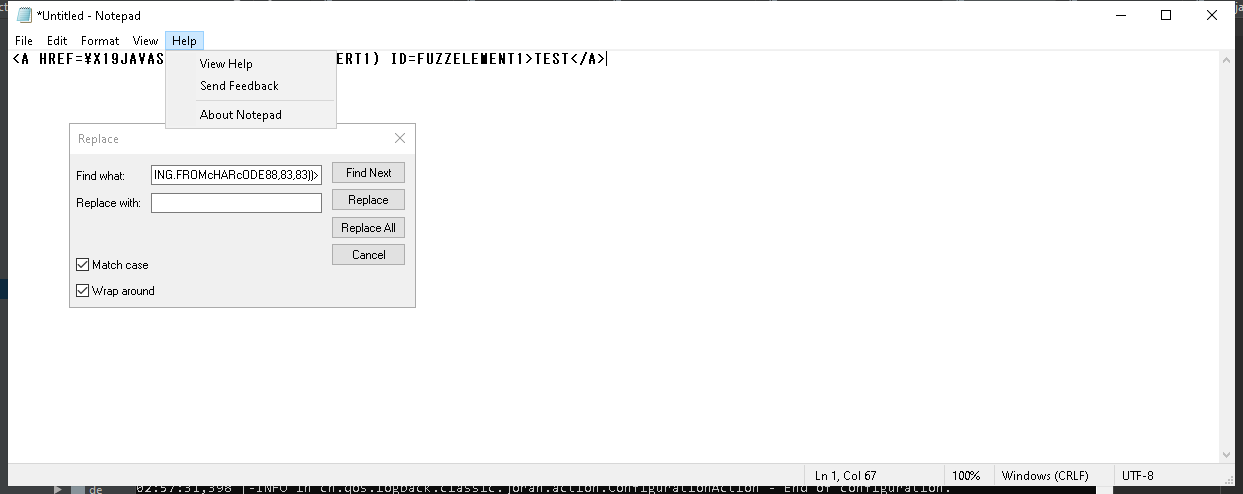 *Untitled - Notepad
File Edit Format View Help
<A HREF=¥X19JAVAS ERT1) ID=FUZZELEMENT1>TEST</A>
View Help
Send Feedback
About Notepad
Replace
Find what: ING.FROMcHARcODE88,83,83))> Find Next
Replace with: Replace
Replace All
Cancel
Match case
Wrap around
Ln 1, Col 67 100% Windows (CRLF) UTF-8
de 02:57:31,398 |-INFO in ch.qos.logback.classic.joran.action.ConfigurationAction - End of configuration.